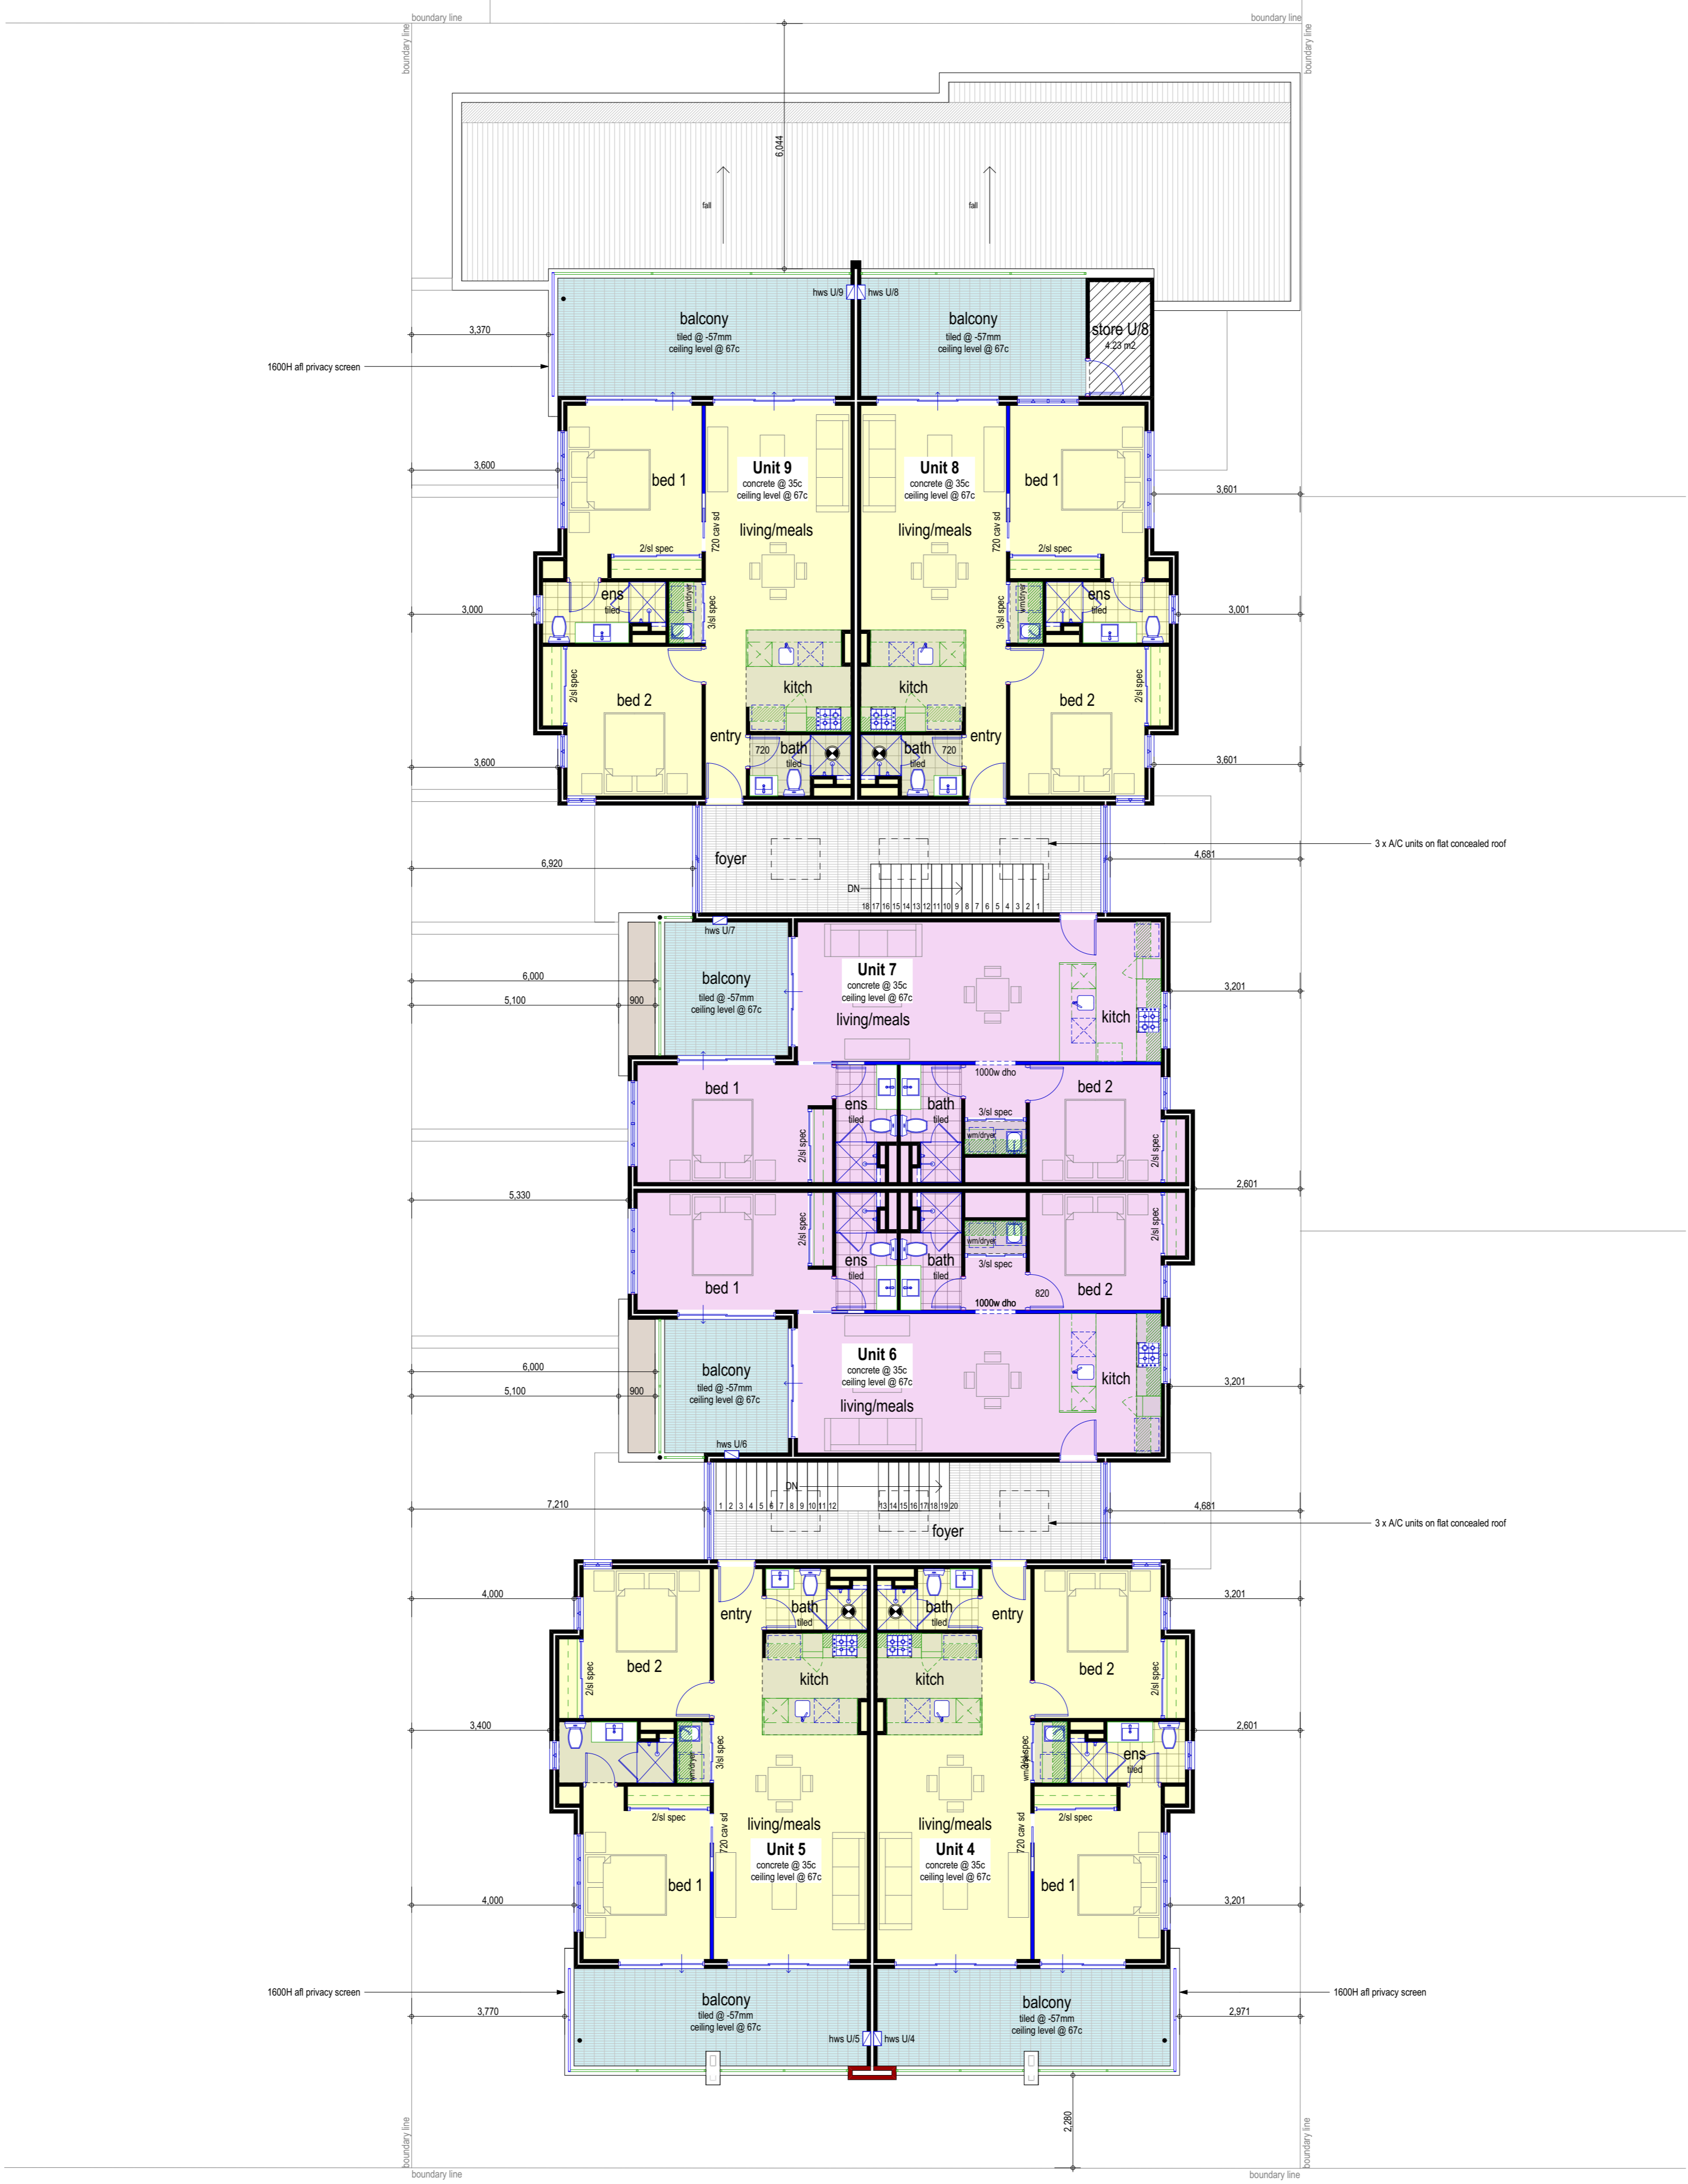 boundary line
boundary line
boundary line
boundary line
6,044
fall
fall
hws U/9
hws U/8
balcony
tiled @ -57mm
ceiling level @ 67c
balcony
tiled @ -57mm
ceiling level @ 67c
store U/8
4.23 m2
3,370
1600H afl privacy screen
3,600
bed 1
Unit 9
concrete @ 35c
ceiling level @ 67c
living/meals
720 cav sd
2/sl spec
Unit 8
concrete @ 35c
ceiling level @ 67c
living/meals
720 cav sd
bed 1
2/sl spec
3,601
3,000
ens
tiled
wm/dryer
3/sl spec
3/sl spec
wm/dryer
ens
tiled
3,001
2/sl spec
bed 2
kitch
kitch
bed 2
2/sl spec
entry
720
bath
tiled
bath
tiled
720
entry
3,600
3,601
foyer
3 x A/C units on flat concealed roof
6,920
4,681
DN
18 17 16 15 14 13 12 11 10 9 8 7 6 5 4 3 2 1
hws U/7
balcony
tiled @ -57mm
ceiling level @ 67c
Unit 7
concrete @ 35c
ceiling level @ 67c
living/meals
kitch
6,000
5,100
900
3,201
1000w dho
bed 1
ens
tiled
bath
tiled
3/sl spec
wm/dryer
bed 2
2/sl spec
2/sl spec
5,330
2,601
2/sl spec
2/sl spec
wm/dryer
3/sl spec
bed 1
ens
tiled
bath
tiled
820
bed 2
1000w dho
Unit 6
concrete @ 35c
ceiling level @ 67c
living/meals
kitch
balcony
tiled @ -57mm
ceiling level @ 67c
6,000
5,100
900
3,201
hws U/6
DN
1 2 3 4 5 6 7 8 9 10 11 12
13 14 15 16 17 18 19 20
7,210
4,681
foyer
3 x A/C units on flat concealed roof
4,000
3,201
entry
bath
tiled
bath
tiled
entry
bed 2
2/sl spec
kitch
kitch
bed 2
2/sl spec
3,400
2,601
wm/dryer
3/sl spec
3/sl spec
wm/dryer
ens
tiled
2/sl spec
720 cav sd
living/meals
Unit 5
concrete @ 35c
ceiling level @ 67c
bed 1
living/meals
Unit 4
concrete @ 35c
ceiling level @ 67c
720 cav sd
2/sl spec
bed 1
4,000
3,201
1600H afl privacy screen
1600H afl privacy screen
balcony
tiled @ -57mm
ceiling level @ 67c
balcony
tiled @ -57mm
ceiling level @ 67c
3,770
2,971
hws U/5
hws U/4
2,280
boundary line
boundary line
boundary line
boundary line